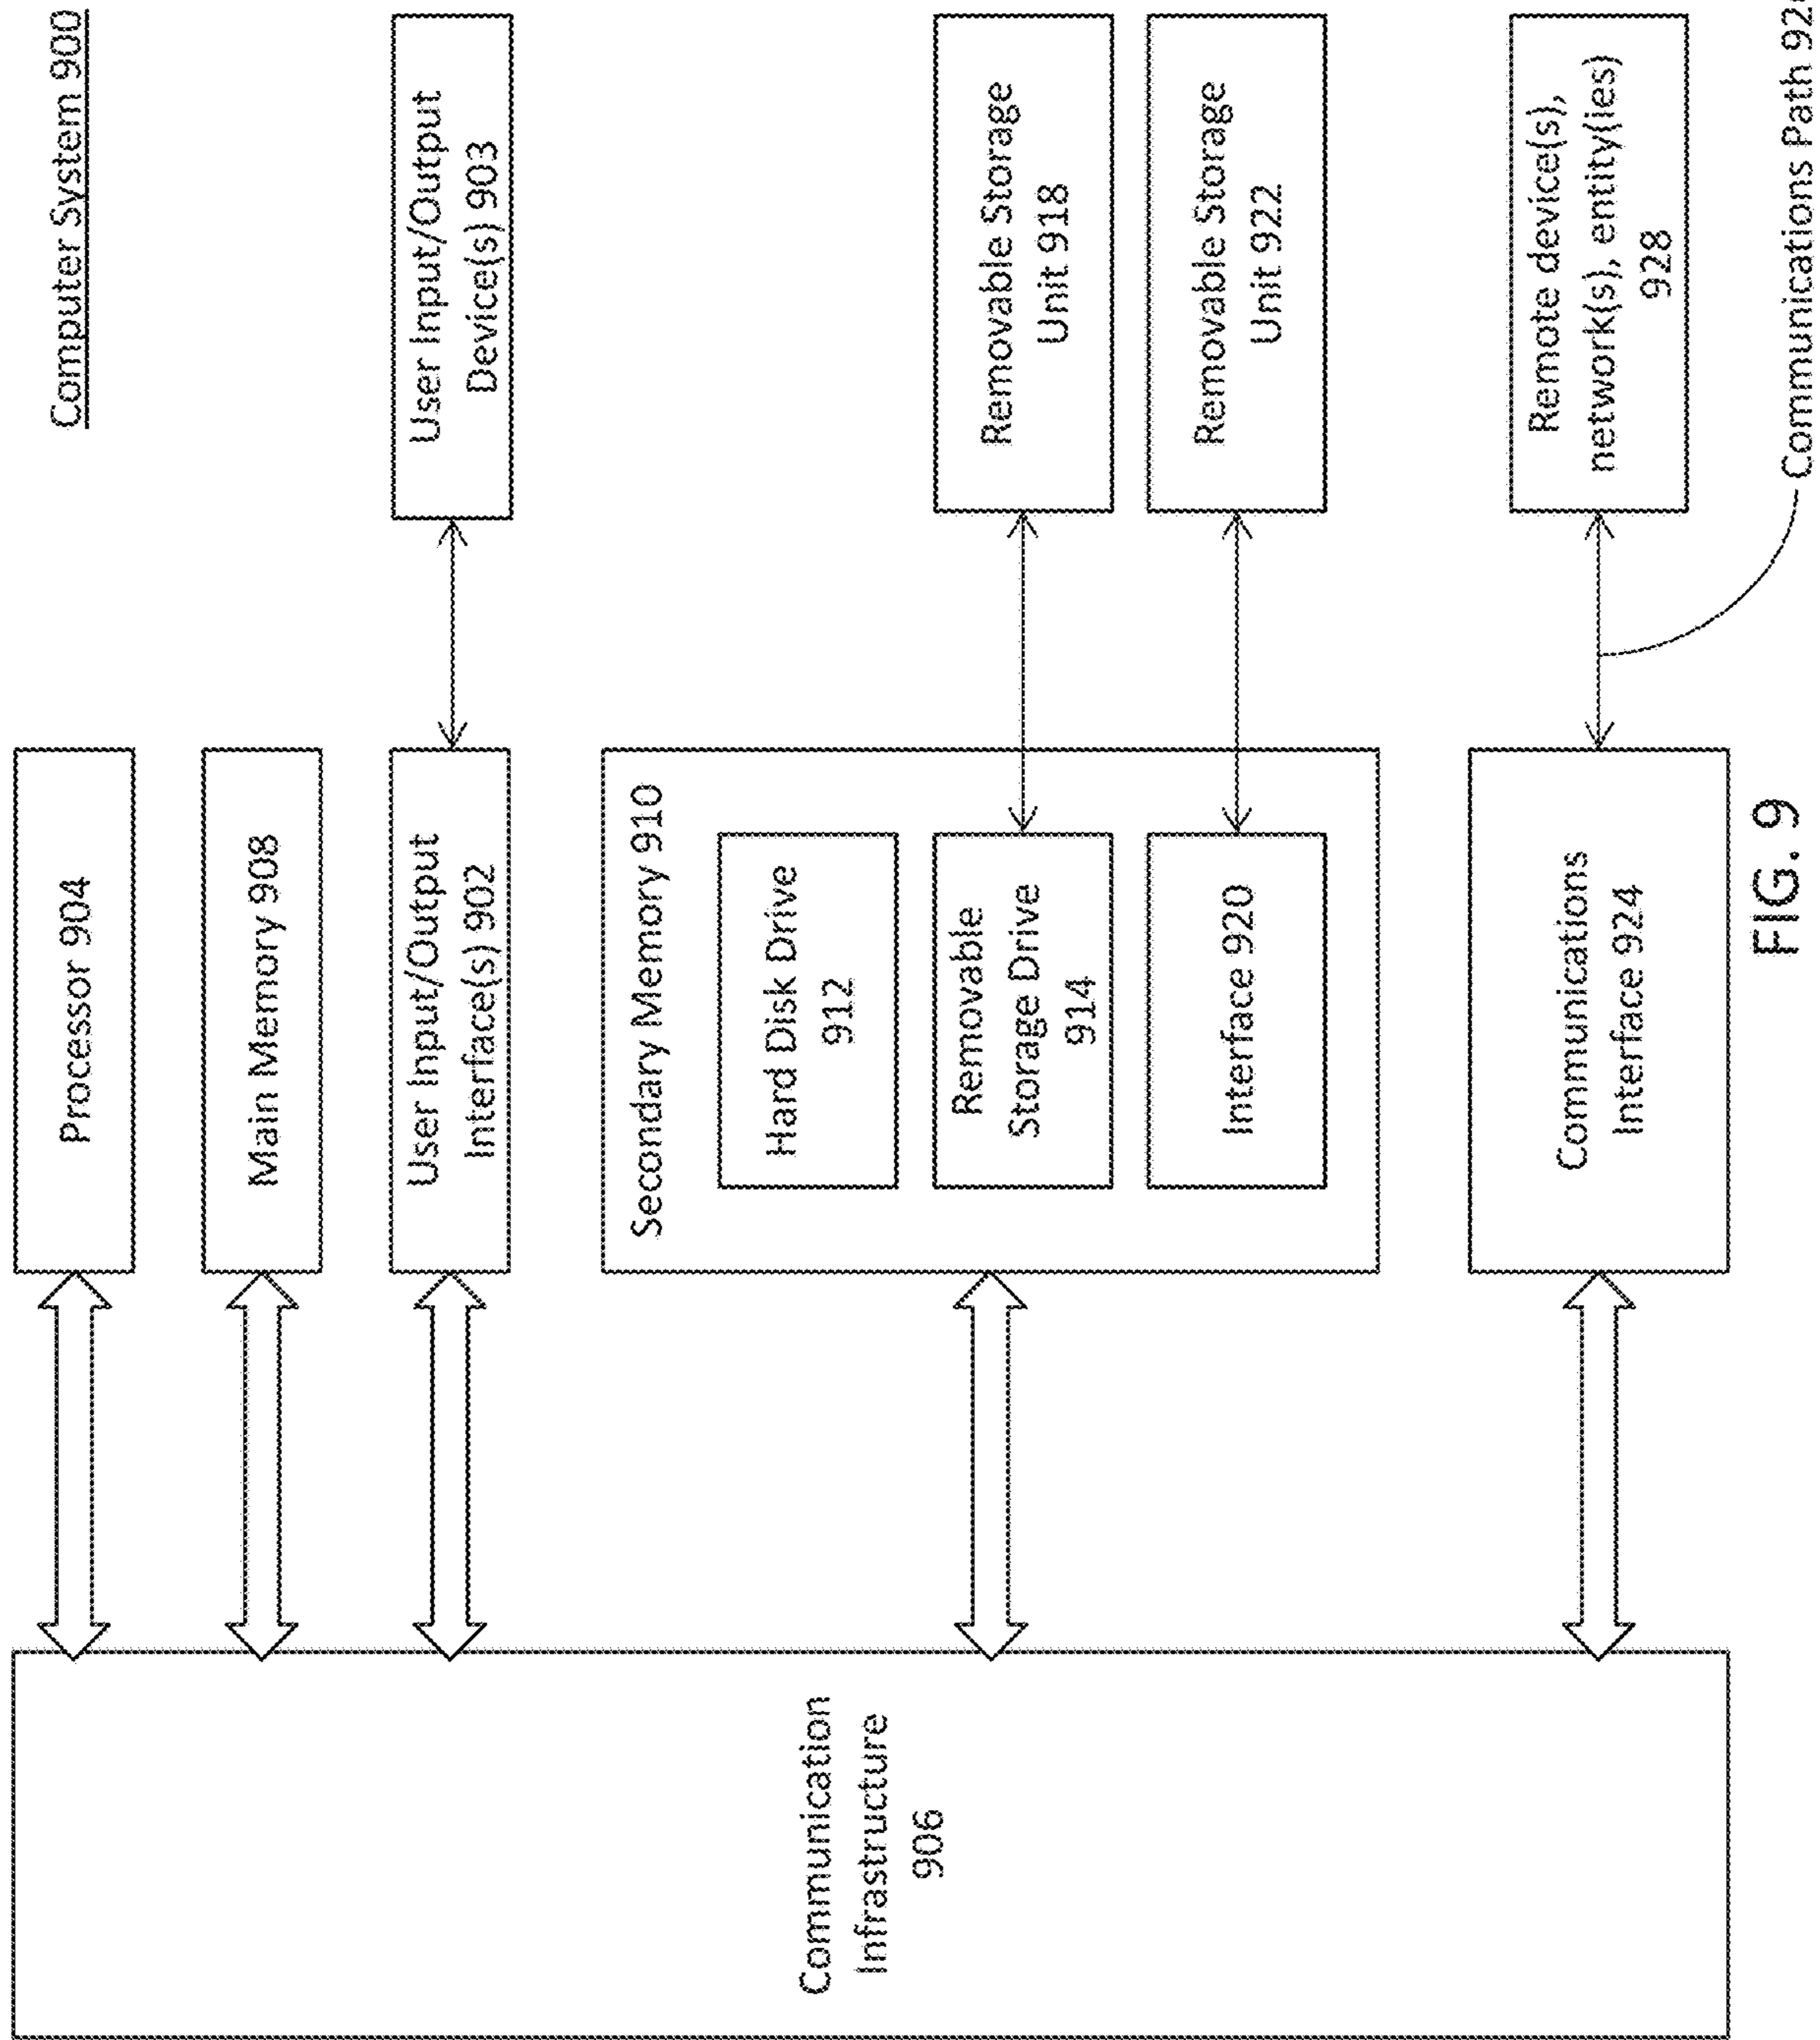 Computer System 900
Processor 904
Main Memory 908
User Input/Output
Interface(s) 902
User Input/Output
Device(s) 903
Communication
Infrastructure
906
Secondary Memory 910
Hard Disk Drive
912
Removable
Storage Drive
914
Removable Storage
Unit 918
Interface 920
Removable Storage
Unit 922
Communications
Interface 924
Remote device(s),
network(s), entity(ies)
928
Communications Path
FIG. 9